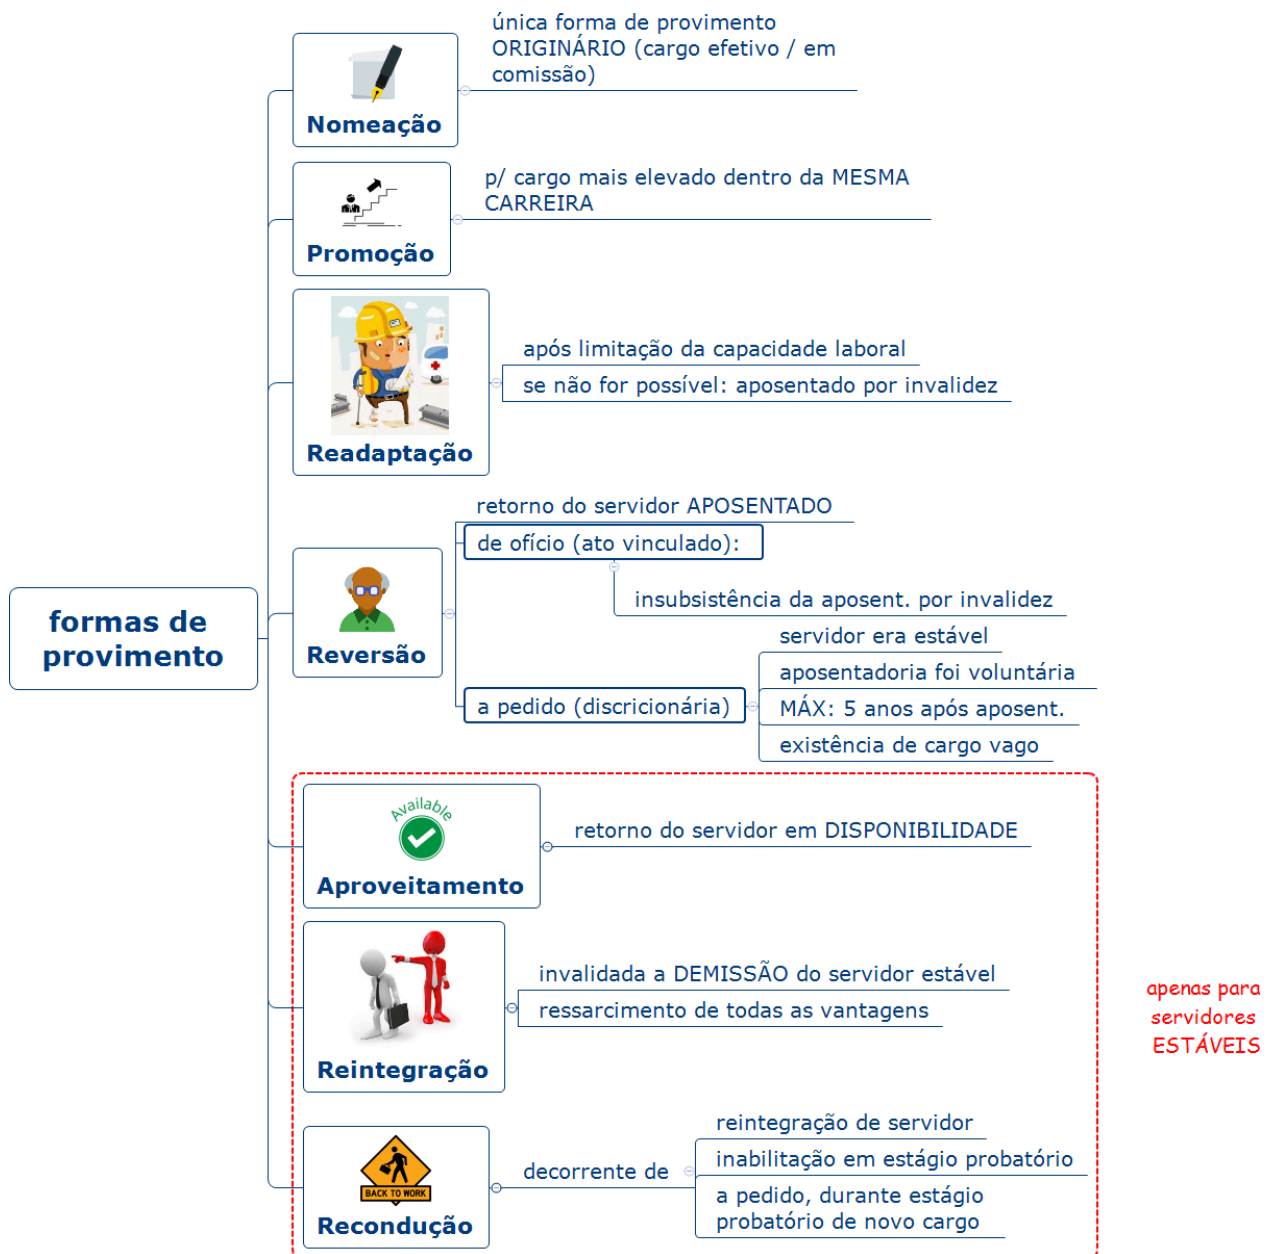 formas de
provimento
Nomeação
única forma de provimento
ORIGINÁRIO (cargo efetivo / em
comissão)
Promoção
p/ cargo mais elevado dentro da MESMA
CARREIRA
Readaptação
após limitação da capacidade laboral
se não for possível: aposentado por invalidez
Reversão
retorno do servidor APOSENTADO
de ofício (ato vinculado):
insubsistência da aposent. por invalidez
a pedido (discricionária)
servidor era estável
aposentadoria foi voluntária
MÁX: 5 anos após aposent.
existência de cargo vago
Available
Aproveitamento
retorno do servidor em DISPONIBILIDADE
Reintegração
invalidada a DEMISSÃO do servidor estável
ressarcimento de todas as vantagens
BACK TO WORK
Recondução
decorrente de
reintegração de servidor
inabilitação em estágio probatório
a pedido, durante estágio
probatório de novo cargo
apenas para
servidores
ESTÁVEIS